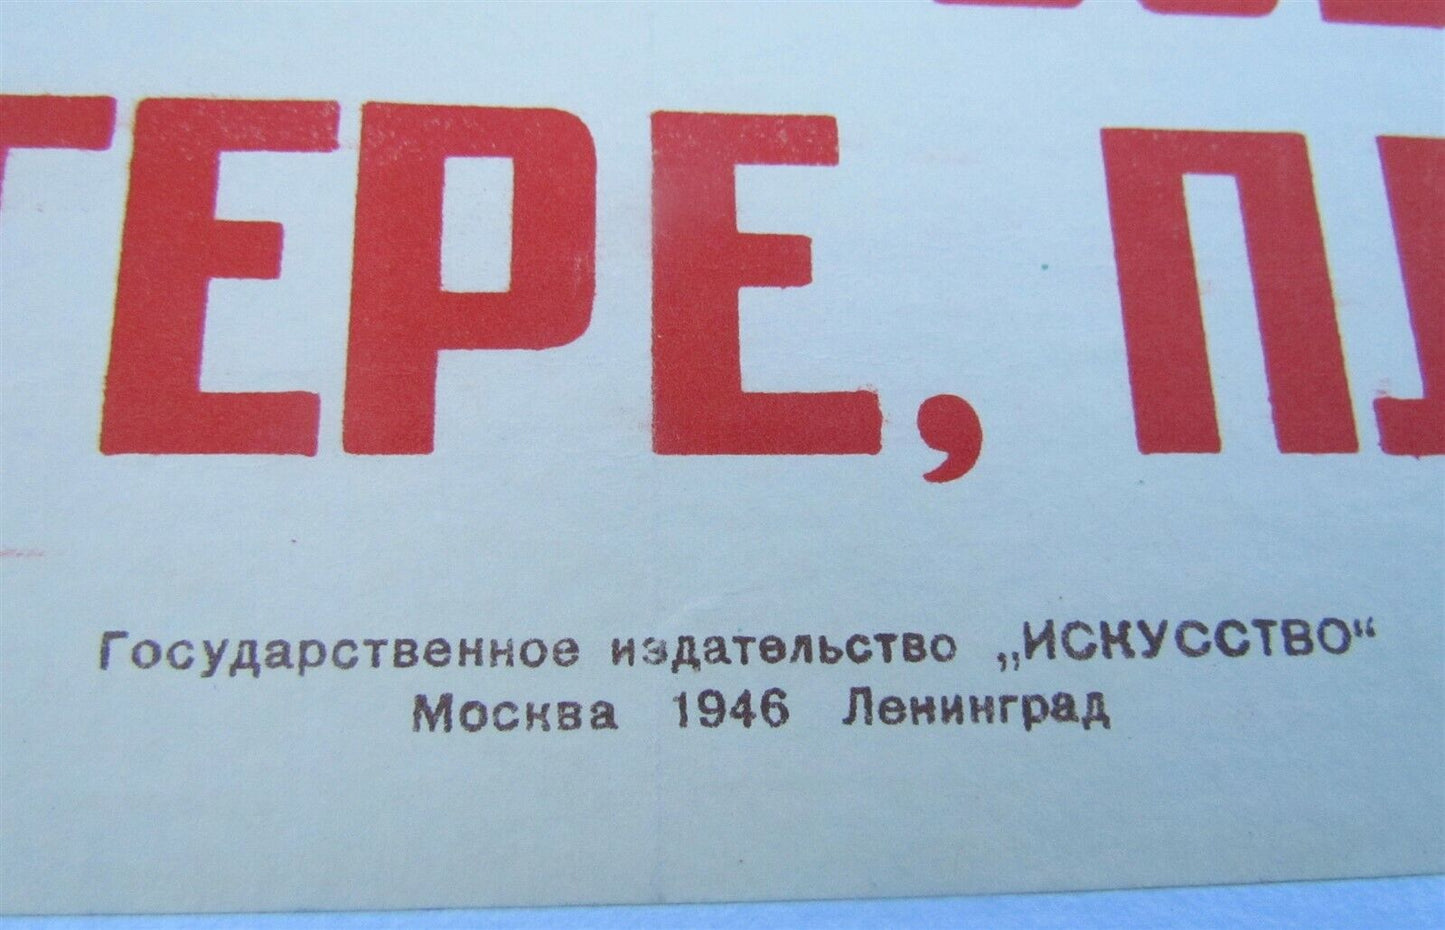 ТЕРЕ, П
Государственное издательство „ИСКУССТВО“
Москва 1946 Ленинград